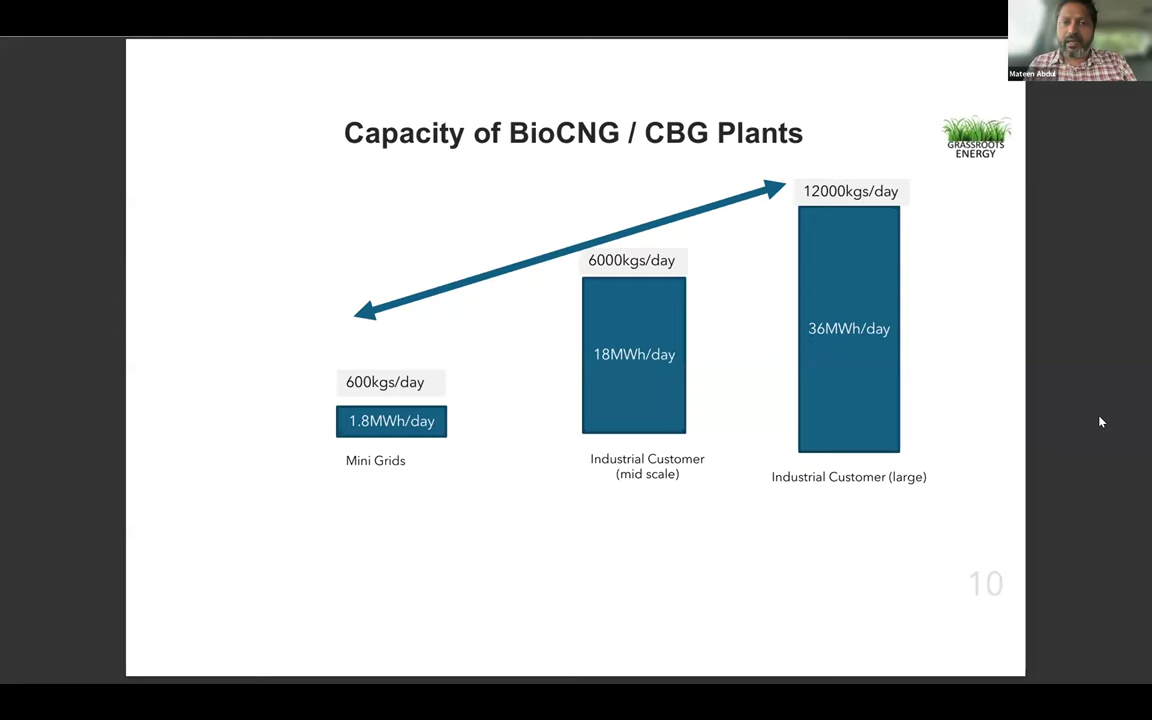 Mateen Abdul
Capacity of BioCNG / CBG Plants
GRASSROOTS
ENERGY
12000kgs/day
6000kgs/day
36MWh/day
18MWh/day
600kgs/day
1.8MWh/day
Mini Grids
Industrial Customer
(mid scale)
Industrial Customer (large)
10